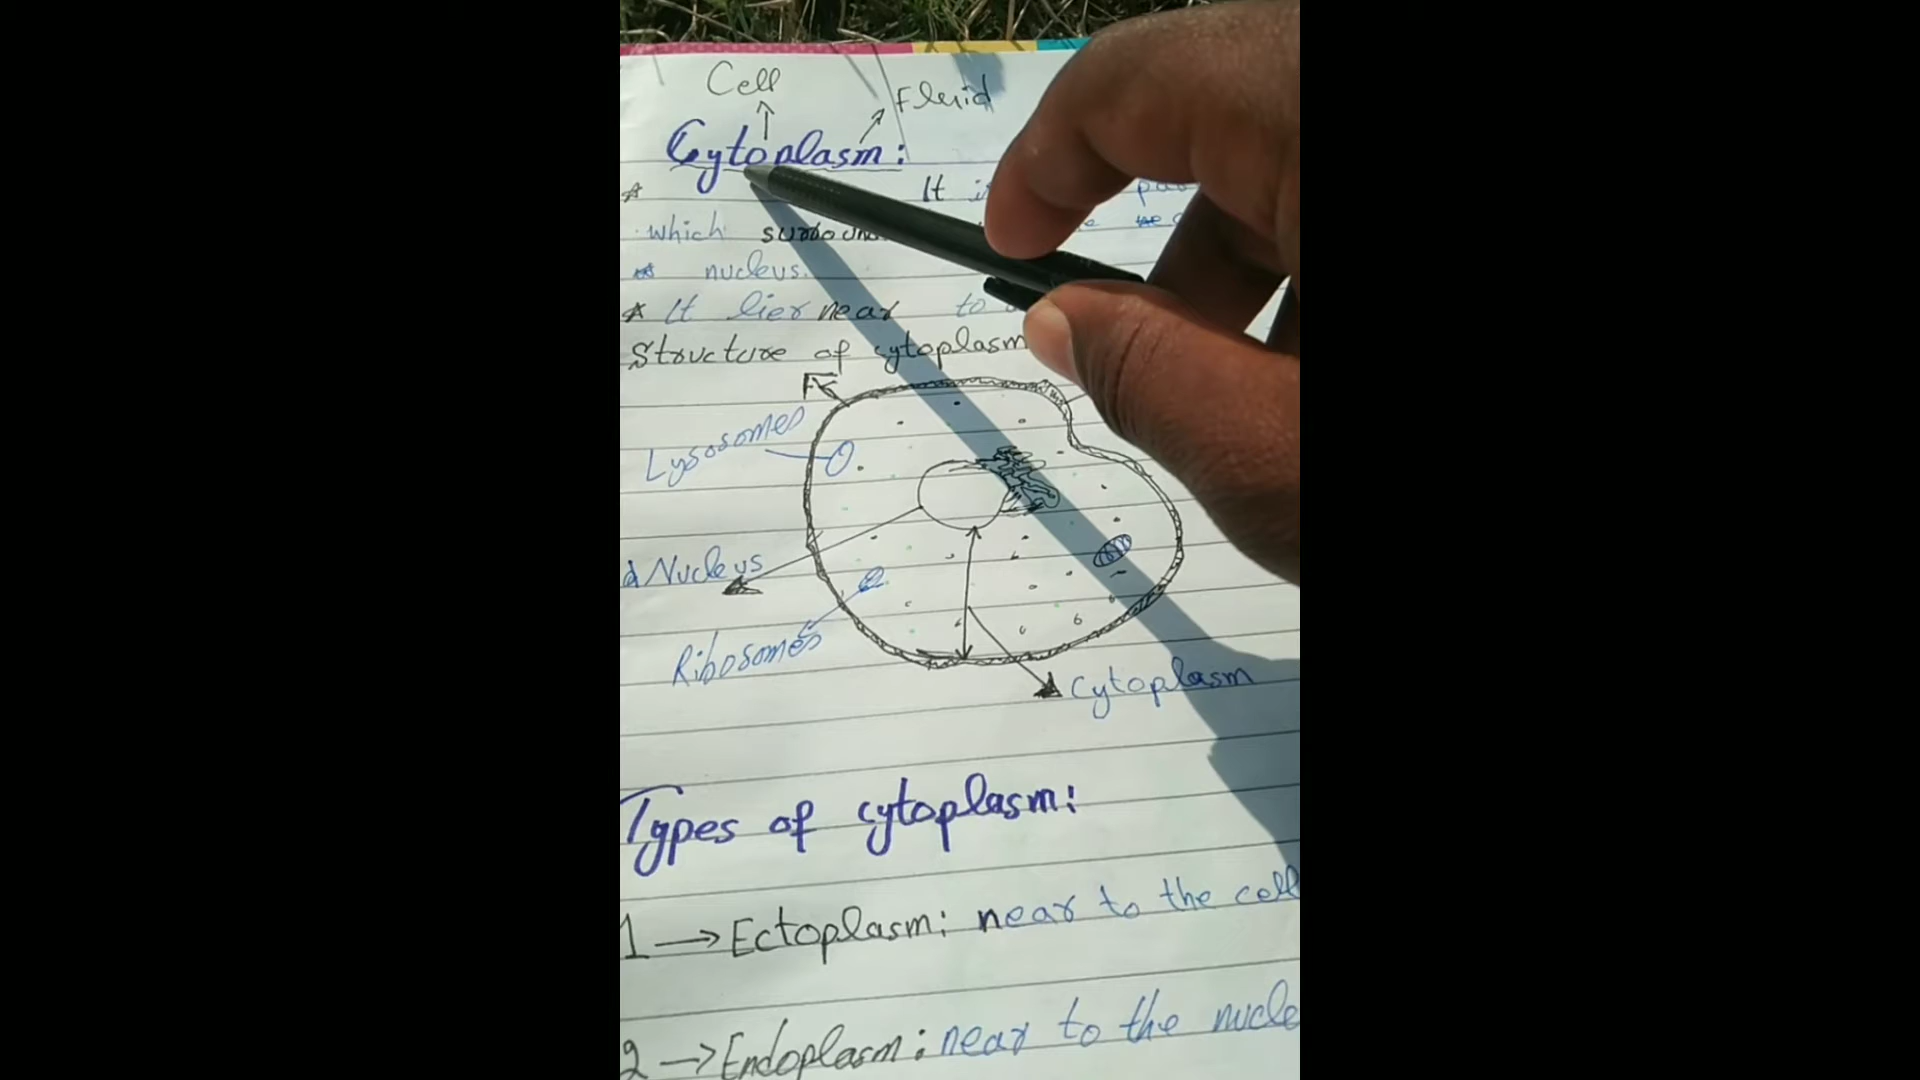 Cell
Fluid
Cytoplasm:
It
which
nucleus.
It lies near to
Structure of cytoplasm
Lysosomes
Nucleus
Ribosomes
Cytoplasm
Types of cytoplasm:
1 → Ectoplasm: near to the cell
2 → Endoplasm: near to the nucle